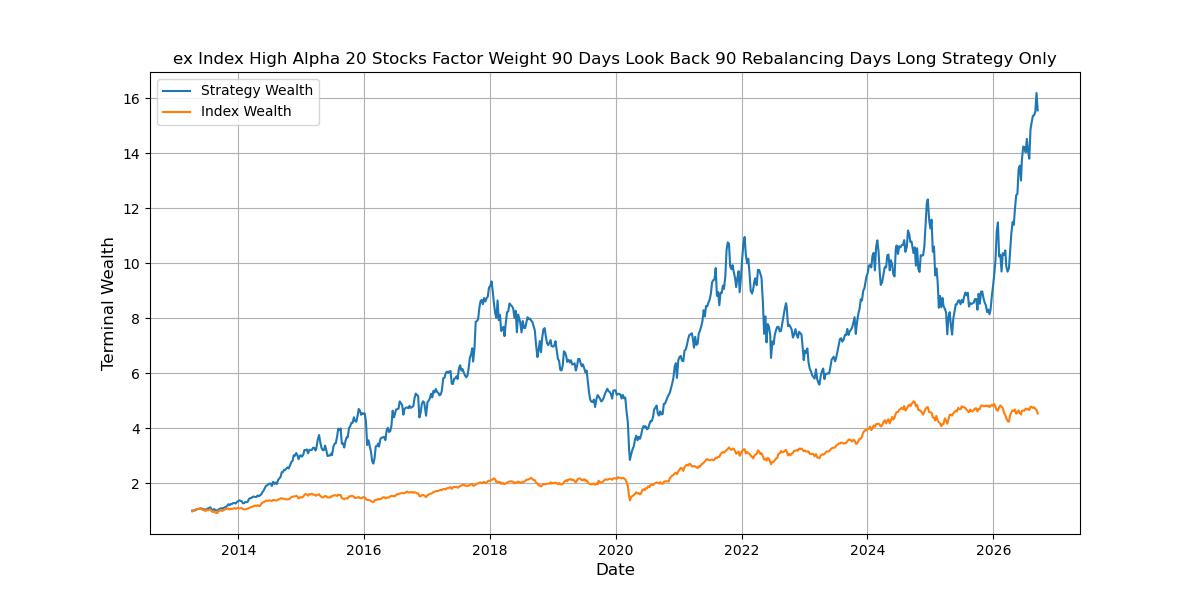 ex Index High Alpha 20 Stocks Factor Weight 90 Days Look Back 90 Rebalancing Days Long Strategy Only
Strategy Wealth
Index Wealth
Terminal Wealth
16
14
12
10
8
6
4
2
2014 2016 2018 2020 2022 2024 2026
Date